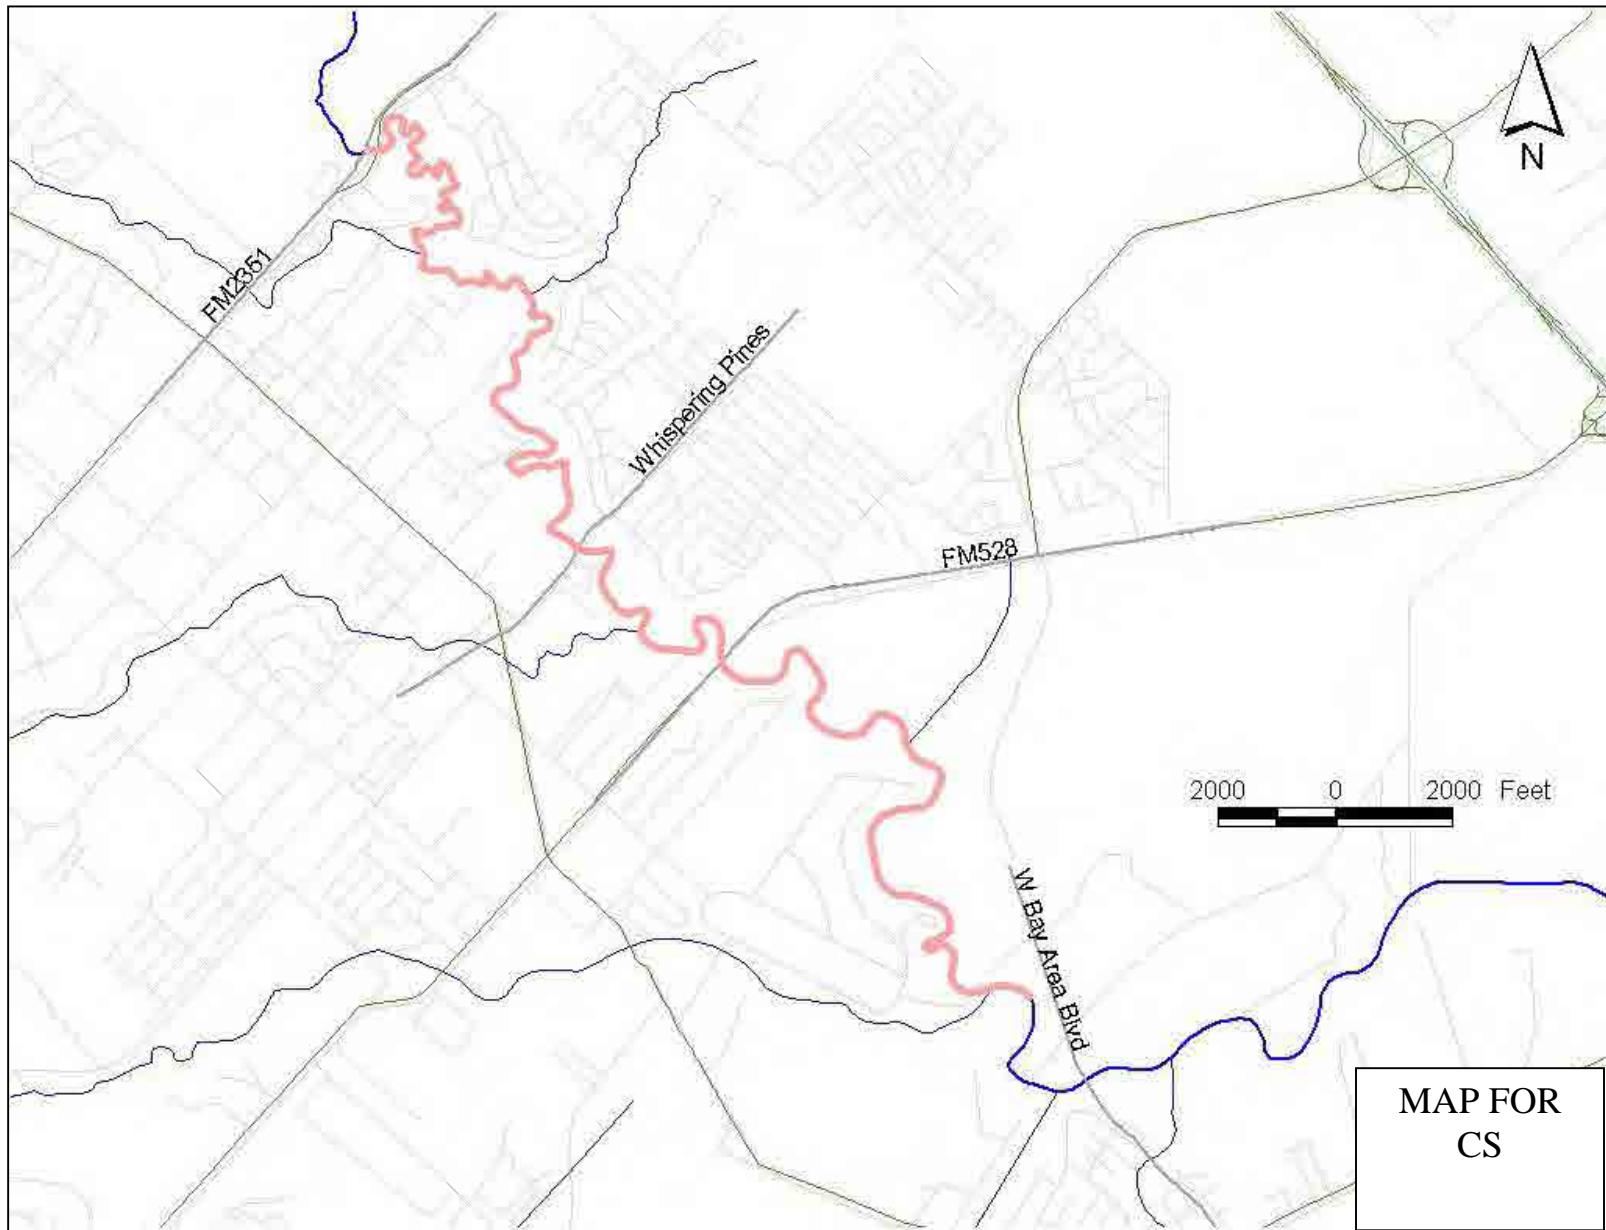 N
FM2351
Whispering Pines
FM528
2000 0 2000 Feet
W Bay Area Blvd
MAP FOR
CS